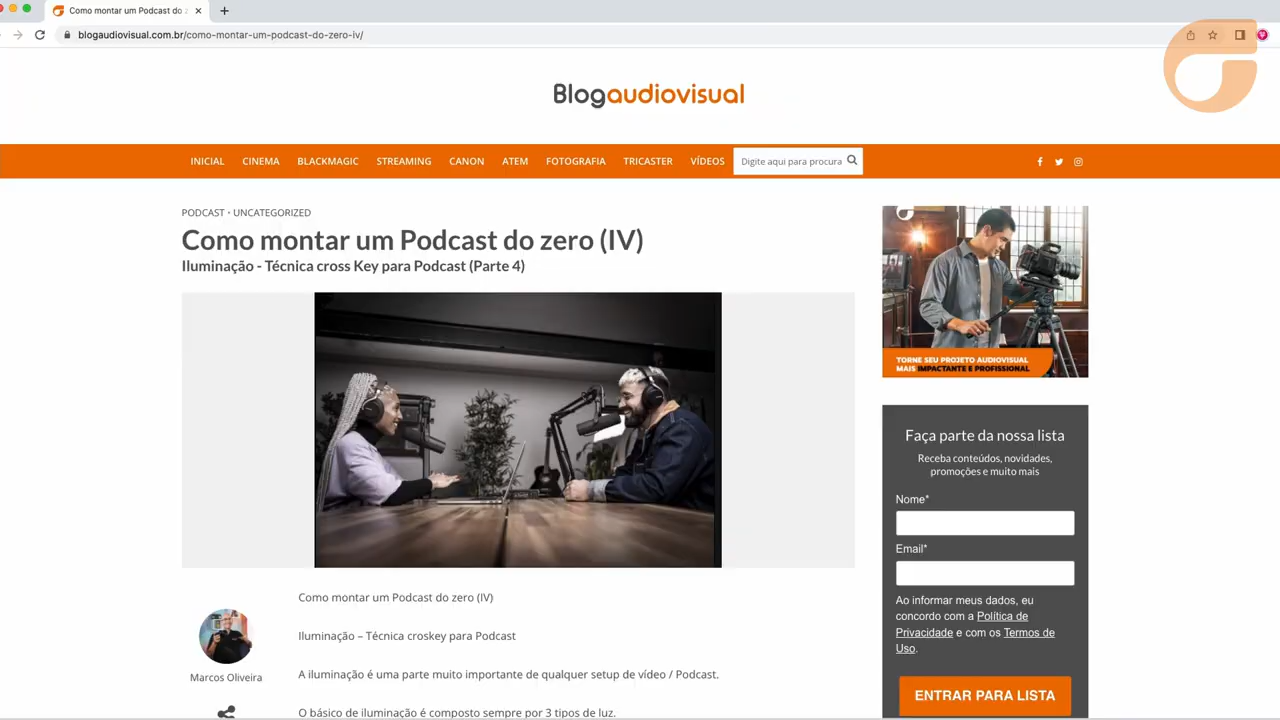 Como montar um Podcast do z
blogaudiovisual.com.br/como-montar-um-podcast-do-zero-iv/
Blogaudiovisual
INICIAL CINEMA BLACKMAGIC STREAMING CANON ATEM FOTOGRAFIA TRICASTER VÍDEOS Digite aqui para procura
PODCAST • UNCATEGORIZED
Como montar um Podcast do zero (IV)
Iluminação - Técnica cross Key para Podcast (Parte 4)
TORNE SEU PROJETO AUDIOVISUAL
MAIS IMPACTANTE E PROFISSIONAL
Faça parte da nossa lista
Receba conteúdos, novidades,
promoções e muito mais
Nome*
Email*
Ao informar meus dados, eu
concordo com a Política de
Privacidade e com os Termos de
Uso.
ENTRAR PARA LISTA
Como montar um Podcast do zero (IV)
Iluminação – Técnica croskey para Podcast
Marcos Oliveira
A iluminação é uma parte muito importante de qualquer setup de vídeo / Podcast.
O básico de iluminação é composto sempre por 3 tipos de luz.